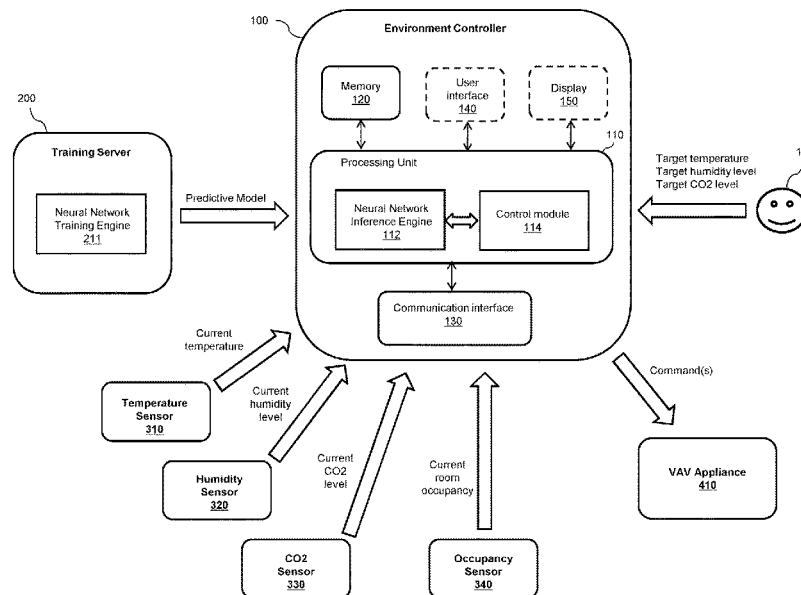 100
Environment Controller
Memory
120
User
interface
140
Display
150
200
Training Server
Neural Network
Training Engine
211
Predictive Model
110
Processing Unit
Neural Network
Inference Engine
112
Control module
114
Target temperature
Target humidity level
Target CO2 level
1
Communication interface
130
Current
temperature
Current
humidity
level
Current
CO2
level
Current
room
occupancy
Command(s)
Temperature
Sensor
310
Humidity
Sensor
320
CO2
Sensor
330
Occupancy
Sensor
340
VAV Appliance
410